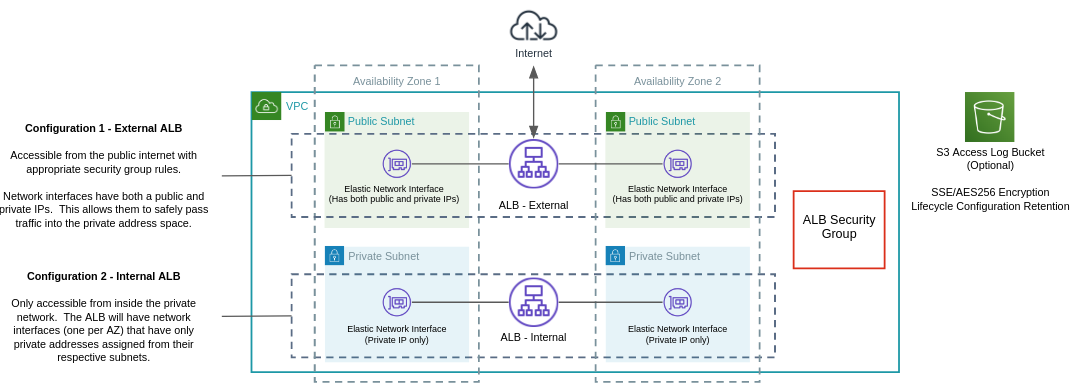 Internet
Availability Zone 1
Availability Zone 2
VPC
Configuration 1 - External ALB
Accessible from the public internet with
appropriate security group rules.
Network interfaces have both a public and
private IPs.  This allows them to safely pass
traffic into the private address space.
Public Subnet
Elastic Network Interface
(Has both public and private IPs)
ALB - External
Public Subnet
Elastic Network Interface
(Has both public and private IPs)
ALB Security
Group
S3 Access Log Bucket
(Optional)
SSE/AES256 Encryption
Lifecycle Configuration Retention
Configuration 2 - Internal ALB
Only accessible from inside the private
network.  The ALB will have network
interfaces (one per AZ) that have only
private addresses assigned from their
respective subnets.
Private Subnet
Elastic Network Interface
(Private IP only)
ALB - Internal
Private Subnet
Elastic Network Interface
(Private IP only)